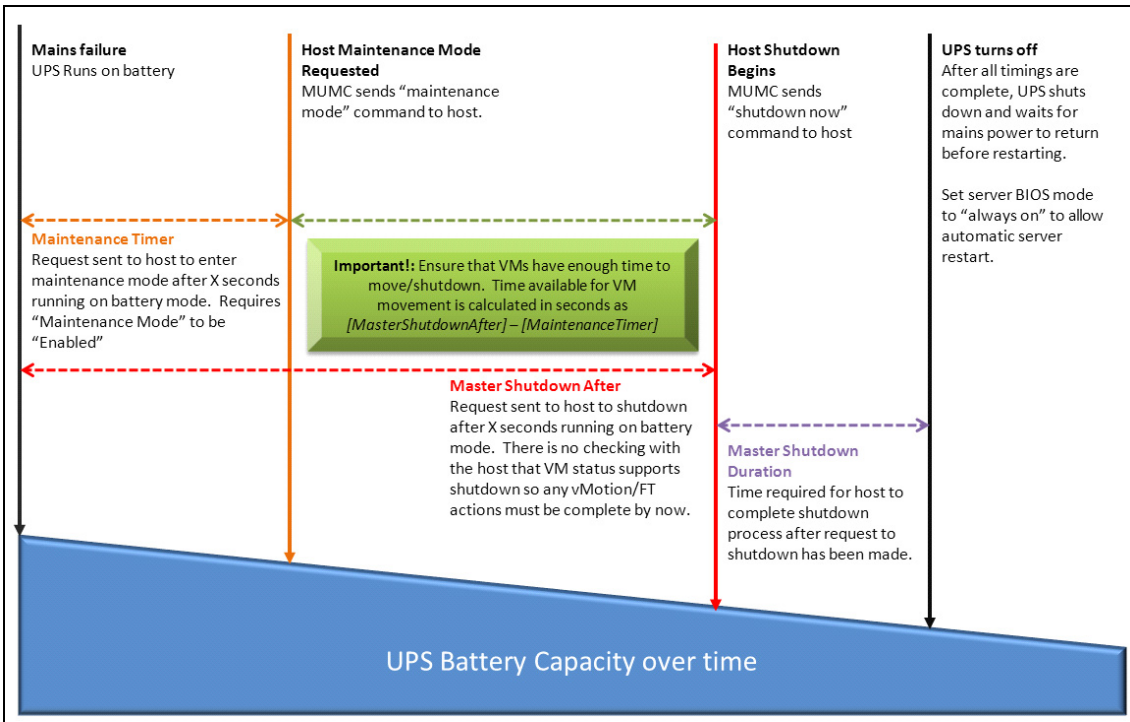 Mains failure
UPS Runs on battery
Host Maintenance Mode
Requested
MUMC sends “maintenance
mode” command to host.
Host Shutdown
Begins
MUMC sends
“shutdown now”
command to host
UPS turns off
After all timings are
complete, UPS shuts
down and waits for
mains power to return
before restarting.
Set server BIOS mode
to “always on” to allow
automatic server
restart.
Maintenance Timer
Request sent to host to enter
maintenance mode after X seconds
running on battery mode. Requires
“Maintenance Mode” to be
“Enabled”
Important!: Ensure that VMs have enough time to
move/shutdown. Time available for VM
movement is calculated in seconds as
[MasterShutdownAfter] – [MaintenanceTimer]
Master Shutdown After
Request sent to host to shutdown
after X seconds running on battery
mode. There is no checking with
the host that VM status supports
shutdown so any vMotion/FT
actions must be complete by now.
Master Shutdown
Duration
Time required for host to
complete shutdown
process after request to
shutdown has been made.
UPS Battery Capacity over time